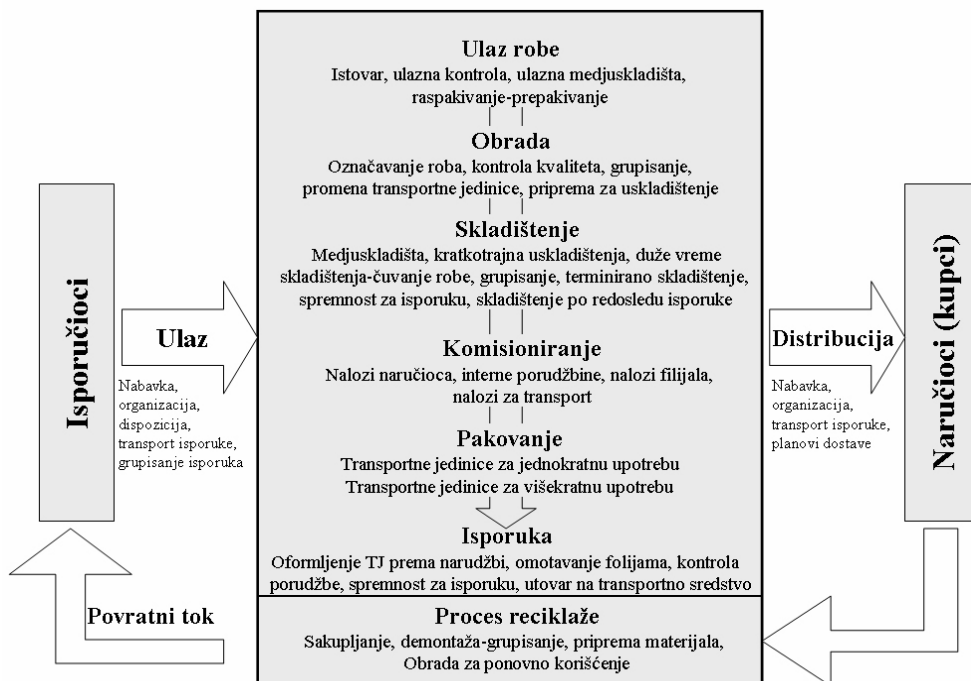 Isporučioci
Ulaz
Nabavka,
organizacija,
dispozicija,
transport isporuke,
grupisanje isporuka
Ulaz robe
Istovar, ulazna kontrola, ulazna medjuskladišta,
raspakivanje-prepakivanje
Obrada
Označavanje roba, kontrola kvaliteta, grupisanje,
promena transportne jedinice, priprema za uskladištenje
Skladištenje
Medjuskladišta, kratkotrajna uskladištenja, duže vreme
skladištenja-čuvanje robe, grupisanje, terminirano skladištenje,
spremnost za isporuku, skladištenje po redosledu isporuke
Komisioniranje
Nalozi naručioca, interne porudžbine, nalozi filijala,
nalozi za transport
Pakovanje
Transportne jedinice za jednokratnu upotrebu
Transportne jedinice za višekratnu upotrebu
Isporuka
Oformljenje TJ prema narudžbi, omotavanje folijama, kontrola
porudžbe, spremnost za isporuku, utovar na transportno sredstvo
Proces reciklaže
Sakupljanje, demontaža-grupisanje, priprema materijala,
Obrada za ponovno korišćenje
Distribucija
Nabavka,
organizacija,
transport isporuke,
planovi dostave
Naručioci (kupci)
Povratni tok